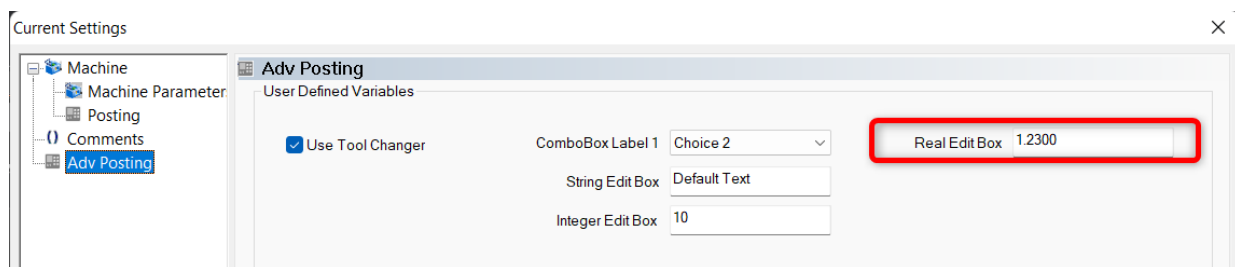 Current Settings
Machine
Machine Parameter
Posting
Comments
Adv Posting
Adv Posting
User Defined Variables
Use Tool Changer
ComboBox Label 1 Choice 2
Real Edit Box 1.2300
String Edit Box Default Text
Integer Edit Box 10